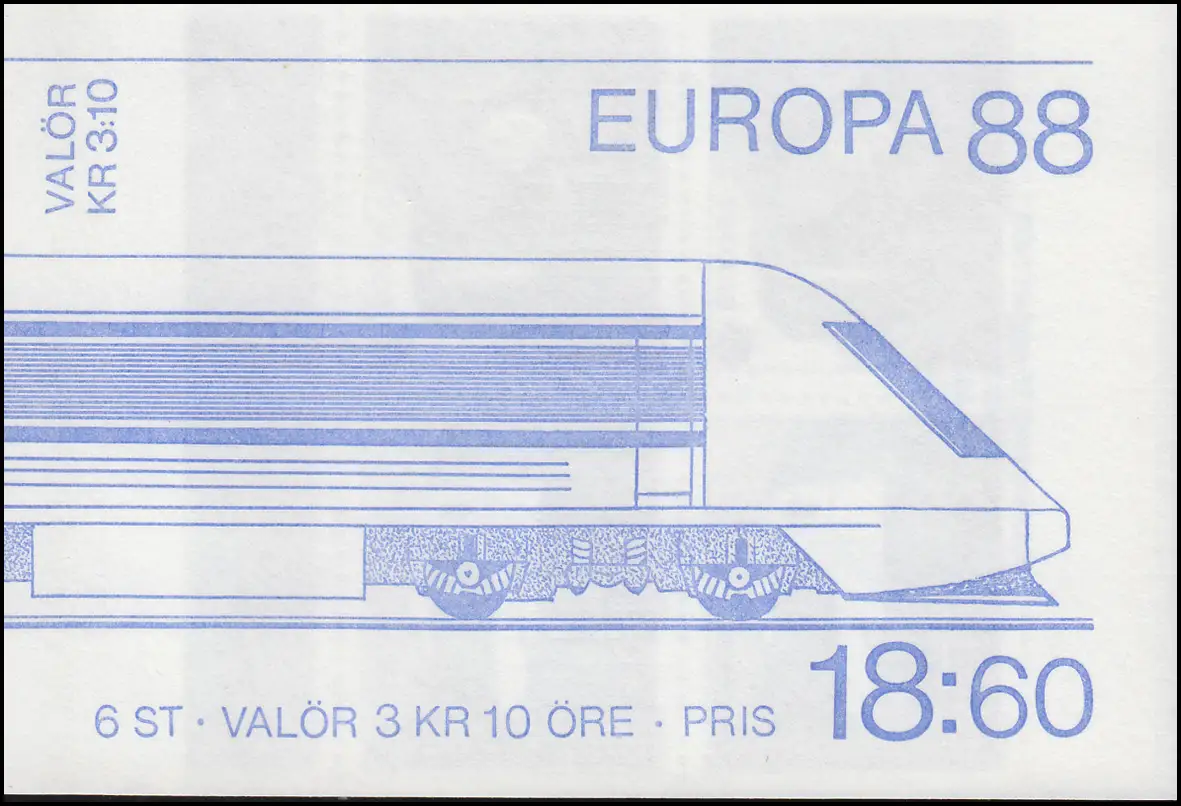 VALÖR
KR 3:10
EUROPA 88
6 ST · VALÖR 3 KR 10 ÖRE · PRIS 18:60